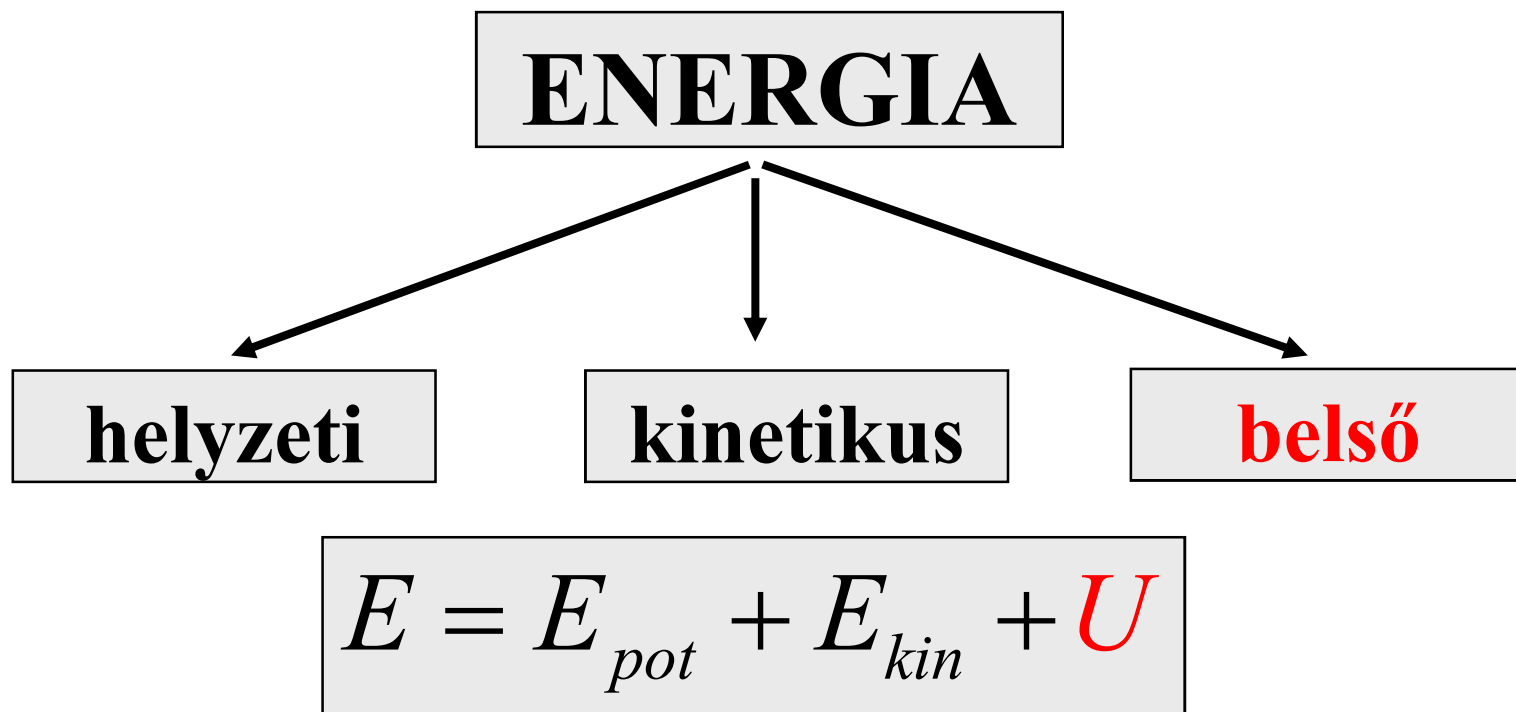 ENERGIA
helyzeti kinetikus belső
E = E_pot + E_kin + U